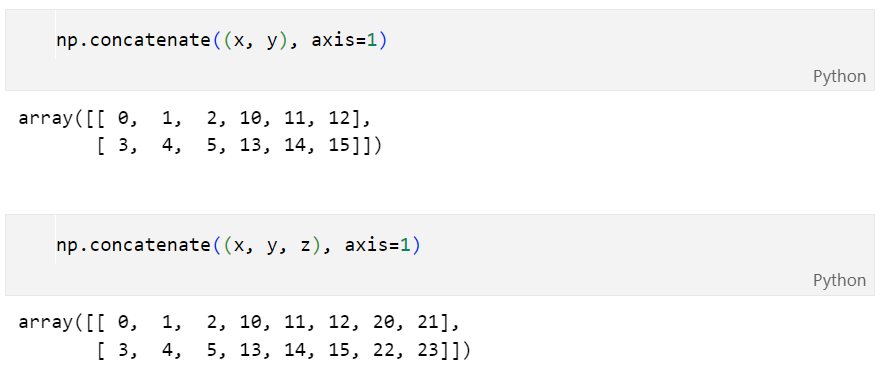 np.concatenate((x, y), axis=1)
Python
array([[ 0,  1,  2, 10, 11, 12],
       [ 3,  4,  5, 13, 14, 15]])
np.concatenate((x, y, z), axis=1)
Python
array([[ 0,  1,  2, 10, 11, 12, 20, 21],
       [ 3,  4,  5, 13, 14, 15, 22, 23]])